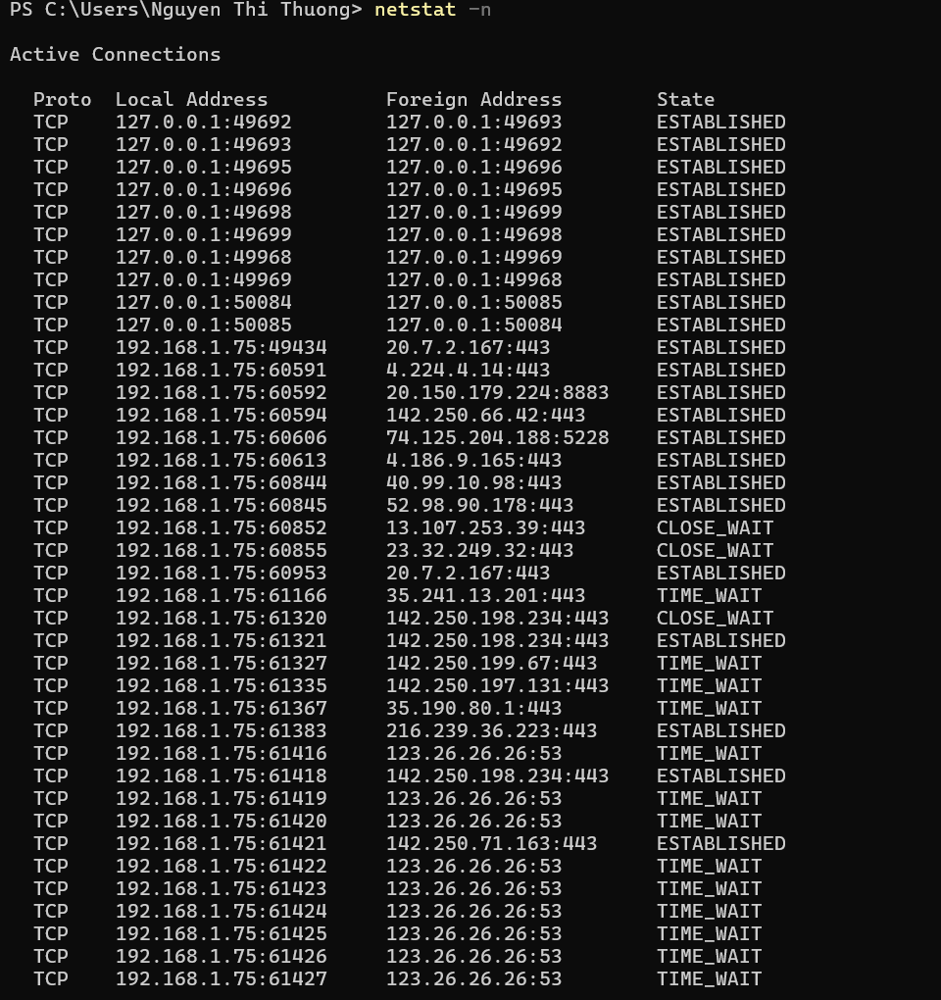 PS C:\Users\Nguyen Thi Thuong> netstat -n
Active Connections
Proto Local Address Foreign Address State
TCP 127.0.0.1:49692 127.0.0.1:49693 ESTABLISHED
TCP 127.0.0.1:49693 127.0.0.1:49692 ESTABLISHED
TCP 127.0.0.1:49695 127.0.0.1:49696 ESTABLISHED
TCP 127.0.0.1:49696 127.0.0.1:49695 ESTABLISHED
TCP 127.0.0.1:49698 127.0.0.1:49699 ESTABLISHED
TCP 127.0.0.1:49699 127.0.0.1:49698 ESTABLISHED
TCP 127.0.0.1:49968 127.0.0.1:49969 ESTABLISHED
TCP 127.0.0.1:49969 127.0.0.1:49968 ESTABLISHED
TCP 127.0.0.1:50084 127.0.0.1:50085 ESTABLISHED
TCP 127.0.0.1:50085 127.0.0.1:50084 ESTABLISHED
TCP 192.168.1.75:49434 20.7.2.167:443 ESTABLISHED
TCP 192.168.1.75:60591 4.224.4.14:443 ESTABLISHED
TCP 192.168.1.75:60592 20.150.179.224:8883 ESTABLISHED
TCP 192.168.1.75:60594 142.250.66.42:443 ESTABLISHED
TCP 192.168.1.75:60606 74.125.204.188:5228 ESTABLISHED
TCP 192.168.1.75:60613 4.186.9.165:443 ESTABLISHED
TCP 192.168.1.75:60844 40.99.10.98:443 ESTABLISHED
TCP 192.168.1.75:60845 52.98.90.178:443 ESTABLISHED
TCP 192.168.1.75:60852 13.107.253.39:443 CLOSE_WAIT
TCP 192.168.1.75:60855 23.32.249.32:443 CLOSE_WAIT
TCP 192.168.1.75:60953 20.7.2.167:443 ESTABLISHED
TCP 192.168.1.75:61166 35.241.13.201:443 TIME_WAIT
TCP 192.168.1.75:61320 142.250.198.234:443 CLOSE_WAIT
TCP 192.168.1.75:61321 142.250.198.234:443 ESTABLISHED
TCP 192.168.1.75:61327 142.250.199.67:443 TIME_WAIT
TCP 192.168.1.75:61335 142.250.197.131:443 TIME_WAIT
TCP 192.168.1.75:61367 35.190.80.1:443 TIME_WAIT
TCP 192.168.1.75:61383 216.239.36.223:443 ESTABLISHED
TCP 192.168.1.75:61416 123.26.26.26:53 TIME_WAIT
TCP 192.168.1.75:61418 142.250.198.234:443 ESTABLISHED
TCP 192.168.1.75:61419 123.26.26.26:53 TIME_WAIT
TCP 192.168.1.75:61420 123.26.26.26:53 TIME_WAIT
TCP 192.168.1.75:61421 142.250.71.163:443 ESTABLISHED
TCP 192.168.1.75:61422 123.26.26.26:53 TIME_WAIT
TCP 192.168.1.75:61423 123.26.26.26:53 TIME_WAIT
TCP 192.168.1.75:61424 123.26.26.26:53 TIME_WAIT
TCP 192.168.1.75:61425 123.26.26.26:53 TIME_WAIT
TCP 192.168.1.75:61426 123.26.26.26:53 TIME_WAIT
TCP 192.168.1.75:61427 123.26.26.26:53 TIME_WAIT